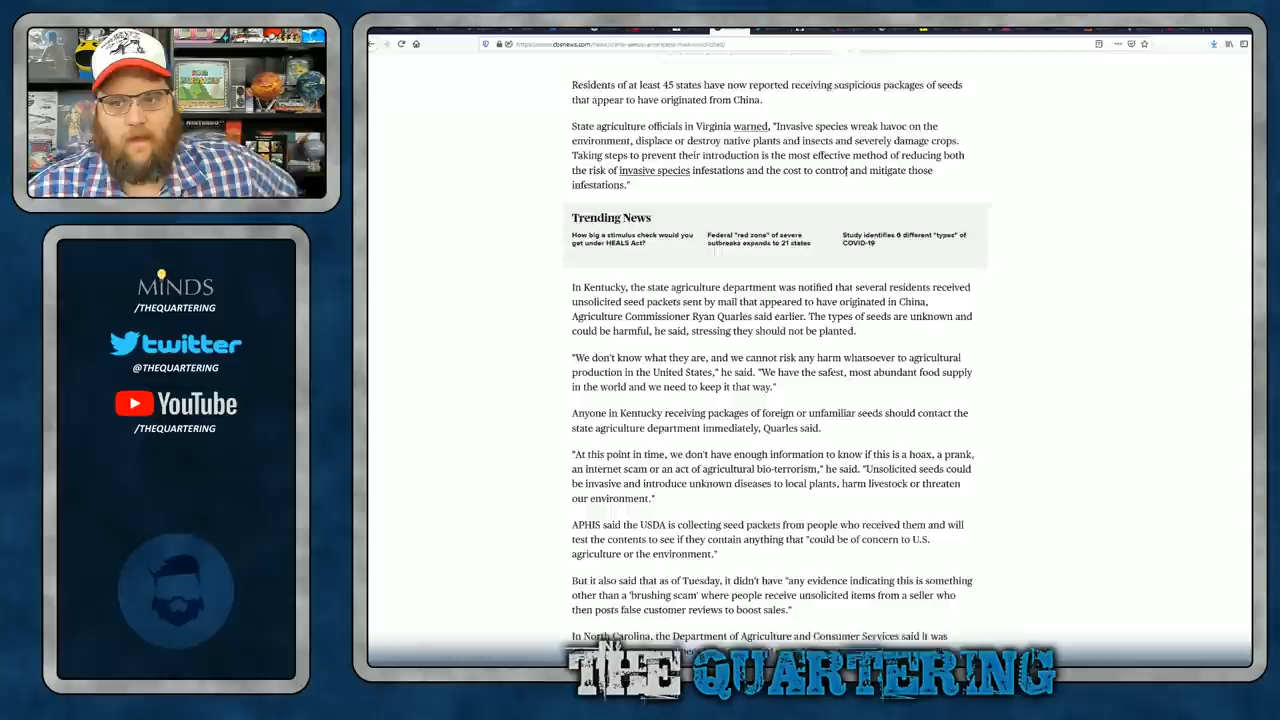 Residents of at least 45 states have now reported receiving suspicious packages of seeds
that appear to have originated from China.
State agriculture officials in Virginia warned, "Invasive species wreak havoc on the
environment, displace or destroy native plants and insects and severely damage crops.
Taking steps to prevent their introduction is the most effective method of reducing both
the risk of invasive species infestations and the cost to control and mitigate those
infestations."
Trending News
How big a stimulus check would you
get under HEALS Act?
Federal "red zone" of severe
outbreaks expands to 21 states
Study identifies 6 different "types" of
COVID-19
In Kentucky, the state agriculture department was notified that several residents received
unsolicited seed packets sent by mail that appeared to have originated in China,
Agriculture Commissioner Ryan Quarles said earlier. The types of seeds are unknown and
could be harmful, he said, stressing they should not be planted.
"We don't know what they are, and we cannot risk any harm whatsoever to agricultural
production in the United States," he said. "We have the safest, most abundant food supply
in the world and we need to keep it that way."
Anyone in Kentucky receiving packages of foreign or unfamiliar seeds should contact the
state agriculture department immediately, Quarles said.
"At this point in time, we don't have enough information to know if this is a hoax, a prank,
an internet scam or an act of agricultural bio-terrorism," he said. "Unsolicited seeds could
be invasive and introduce unknown diseases to local plants, harm livestock or threaten
our environment."
APHIS said the USDA is collecting seed packets from people who received them and will
test the contents to see if they contain anything that "could be of concern to U.S.
agriculture or the environment."
But it also said that as of Tuesday, it didn't have "any evidence indicating this is something
other than a 'brushing scam' where people receive unsolicited items from a seller who
then posts false customer reviews to boost sales."
In North Carolina, the Department of Agriculture and Consumer Services said it was
MiNDS
/THEQUARTERING
twitter
@THEQUARTERING
YouTube
/THEQUARTERING
THE QUARTERING